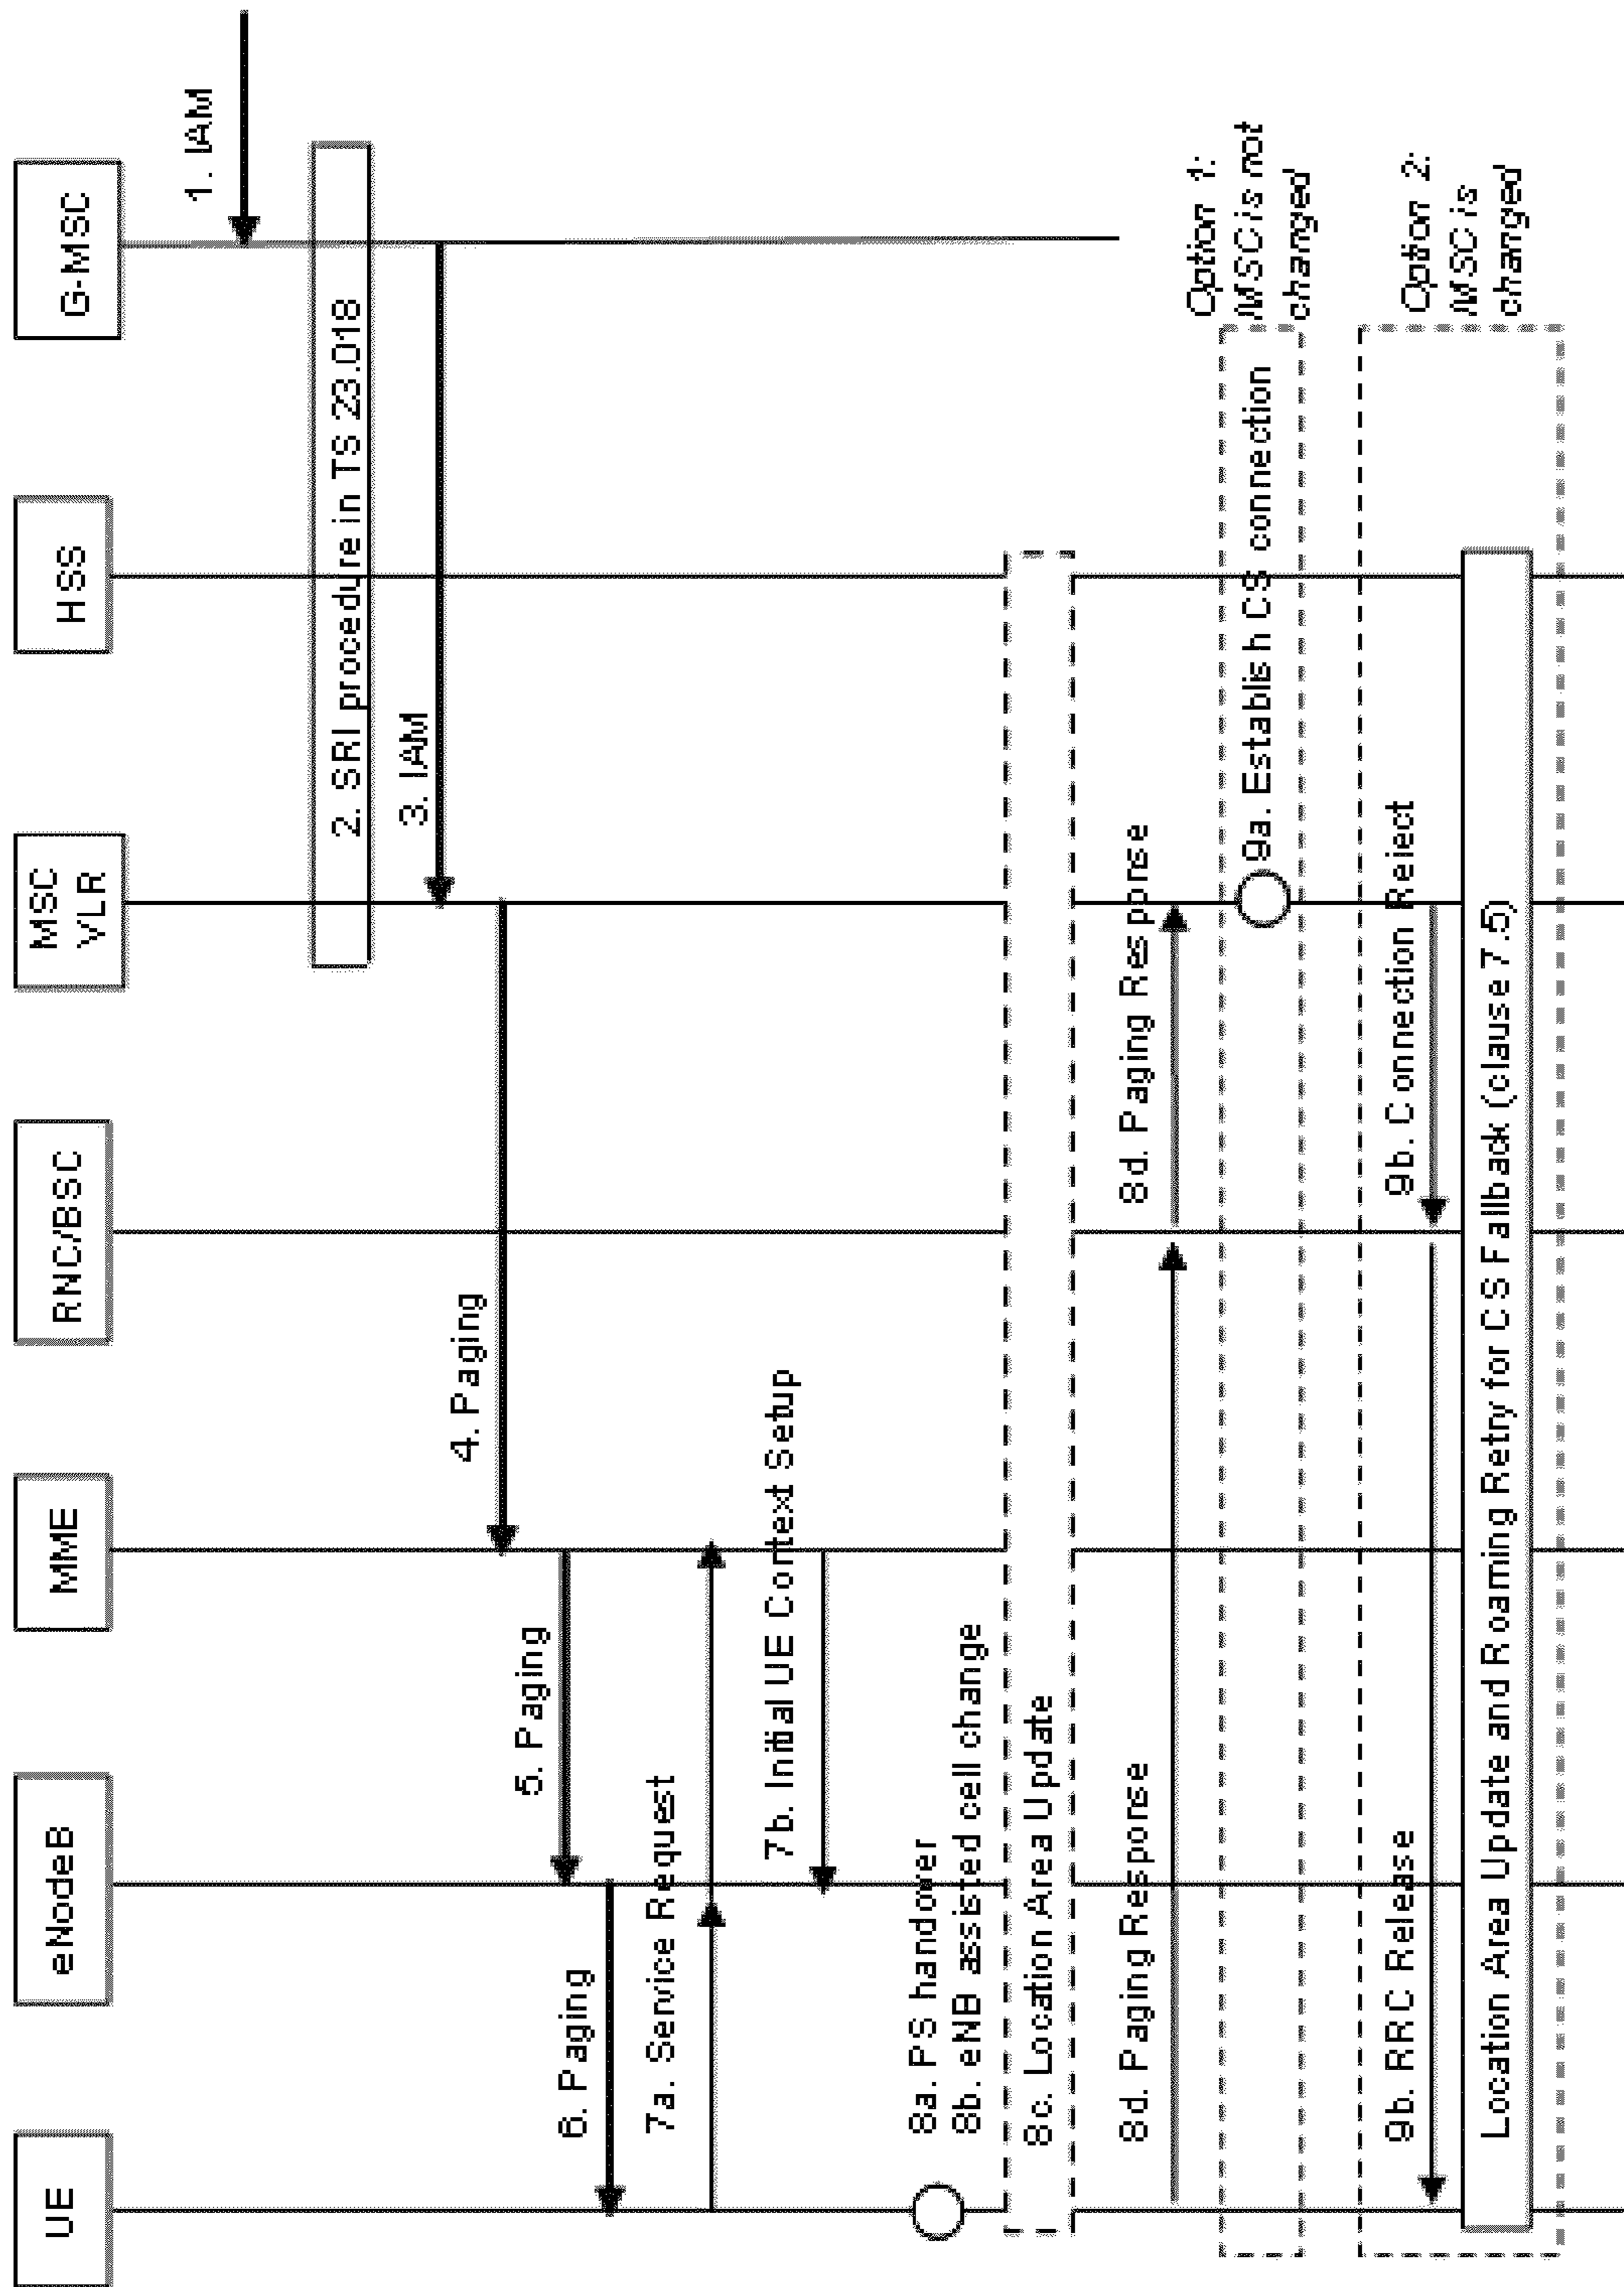 UE
eNodeB
MME
RNC/BSC
MSC
VLR
HSS
G-MSC
1. IAM
2. SRI procedure in TS 23.018
3. IAM
4. Paging
5. Paging
6. Paging
7a. Service Request
7b. Initial UE Context Setup
8a. PS handover
8b. eNB assisted cell change
8c. Location Area Update
8d. Paging Response
8d. Paging Response
Option 1:
MSC is not
changed
9a. Establish CS connection
Option 2:
MSC is
changed
9b. RRC Release
9b. Connection Reject
Location Area Update and Roaming Retry for CS Fallback (clause 7.5)